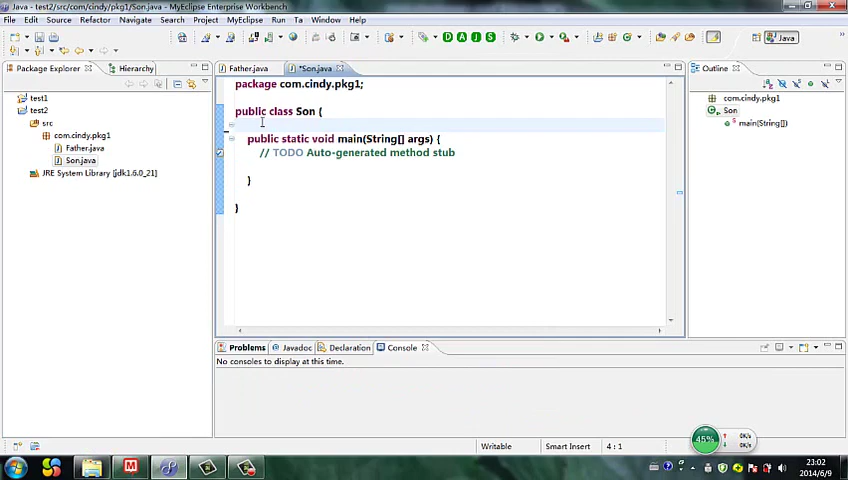 Java - test2/src/com/cindy/pkg1/Son.java - MyEclipse Enterprise Workbench
File Edit Source Refactor Navigate Search Project MyEclipse Run Tools Window Help
Java
Package Explorer Hierarchy
test1
test2
src
com.cindy.pkg1
Father.java
Son.java
JRE System Library [jdk1.6.0_21]
Father.java *Son.java
package com.cindy.pkg1;
public class Son {
public static void main(String[] args) {
// TODO Auto-generated method stub
}
}
Outline
com.cindy.pkg1
Son
main(String[])
Problems Javadoc Declaration Console
No consoles to display at this time.
Writable Smart Insert 4 : 1
45% 0K/s
0K/s
23:02
2014/6/9